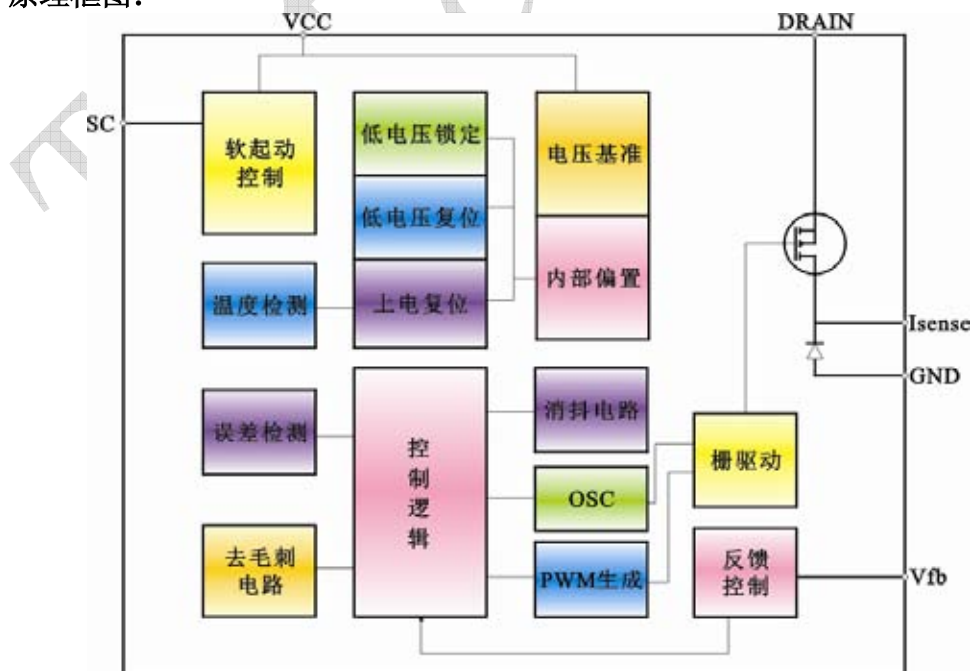 原理框图：
VCC
DRAIN
SC
软起动
控制
低电压锁定
电压基准
低电压复位
内部偏置
温度检测
上电复位
Isense
GND
误差检测
控
制
逻
辑
消抖电路
栅驱动
OSC
去毛刺
电路
PWM生成
反馈
控制
Vfb